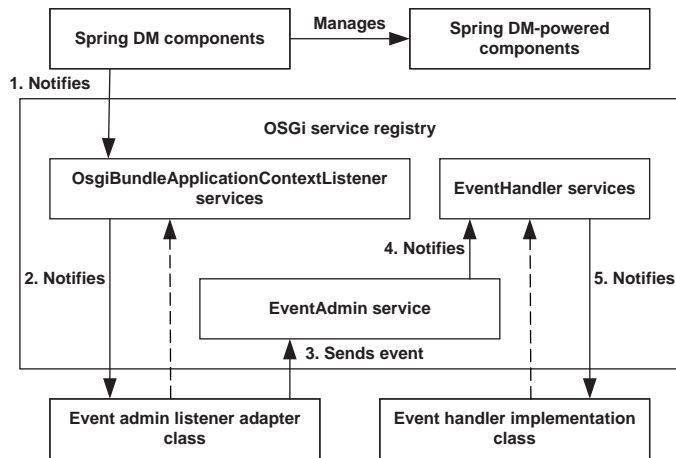 Spring DM components
Manages
Spring DM-powered
components
1. Notifies
OSGi service registry
OsgiBundleApplicationContextListener
services
EventHandler services
4. Notifies
2. Notifies
5. Notifies
EventAdmin service
3. Sends event
Event admin listener adapter
class
Event handler implementation
class